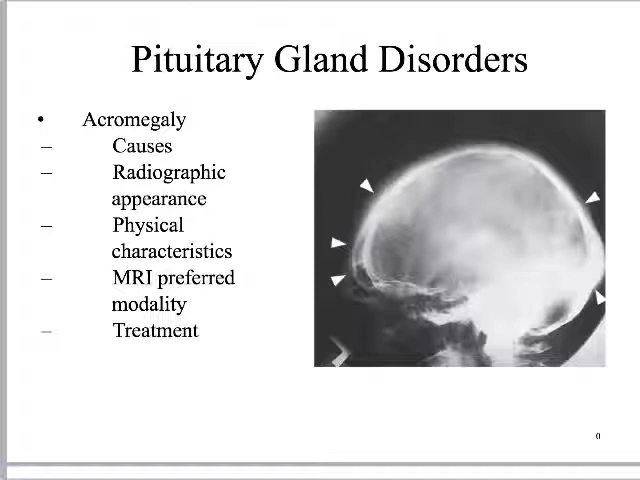 Pituitary Gland Disorders
• Acromegaly
– Causes
– Radiographic
appearance
– Physical
characteristics
– MRI preferred
modality
– Treatment
0